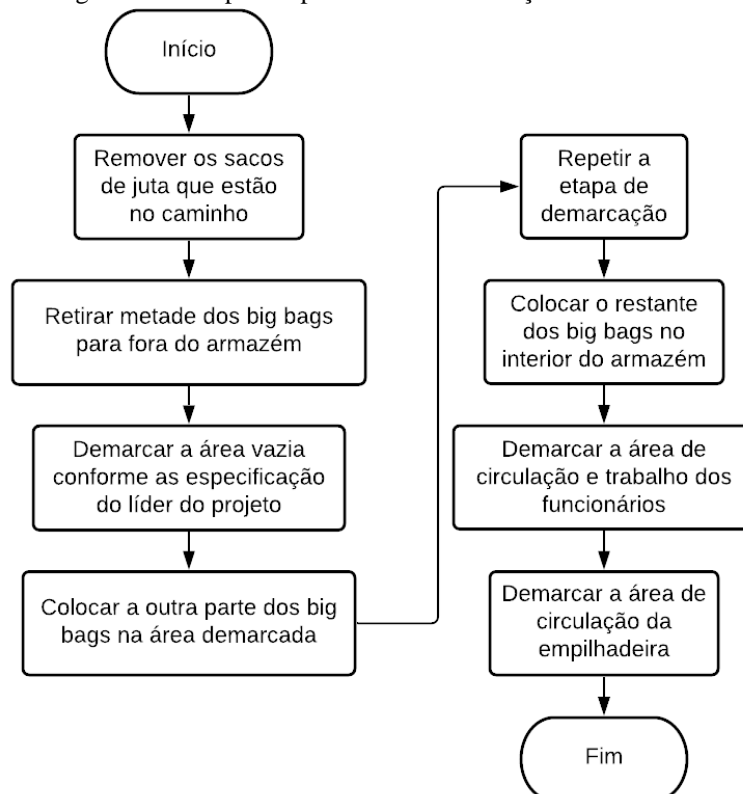 Início
Remover os sacos
de juta que estão
no caminho
Retirar metade dos big bags
para fora do armazém
Demarcar a área vazia
conforme as especificação
do líder do projeto
Colocar a outra parte dos big
bags na área demarcada
Repetir a
etapa de
demarcação
Colocar o restante
dos big bags no
interior do armazém
Demarcar a área de
circulação e trabalho dos
funcionários
Demarcar a área de
circulação da
empilhadeira
Fim